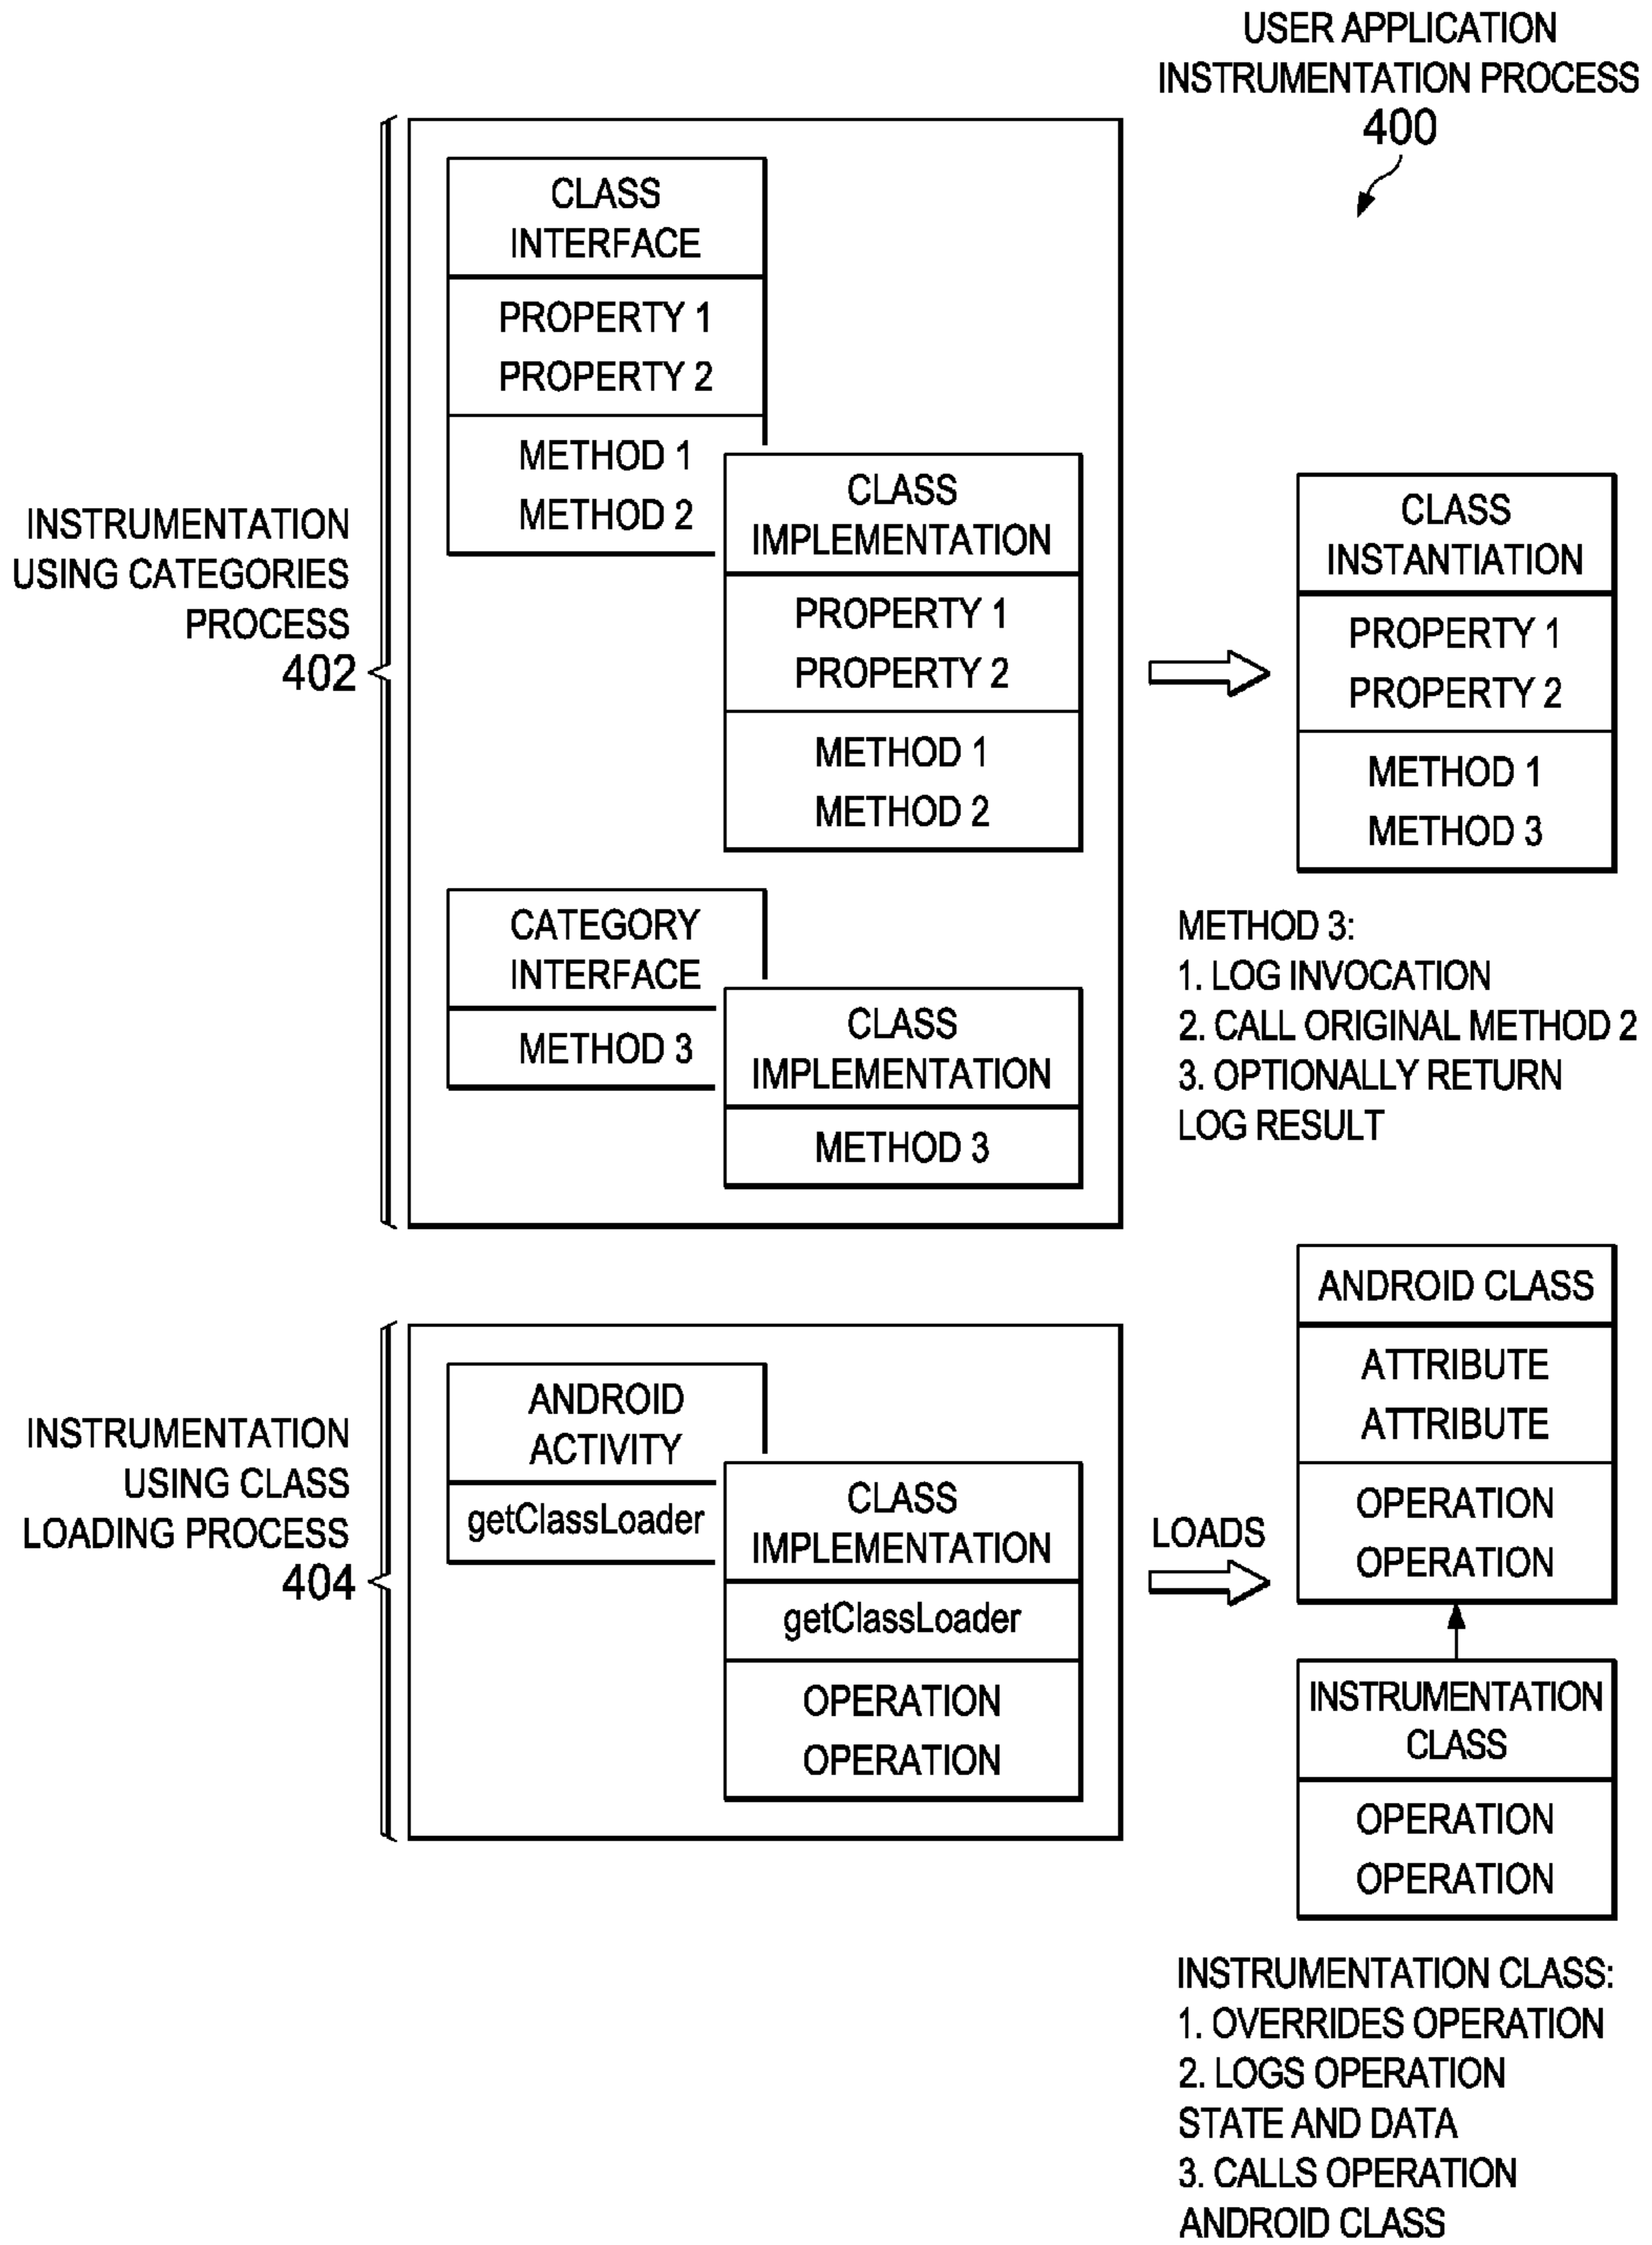 USER APPLICATION
INSTRUMENTATION PROCESS
400
INSTRUMENTATION
USING CATEGORIES
PROCESS
402
CLASS
INTERFACE
PROPERTY 1
PROPERTY 2
METHOD 1
METHOD 2
CLASS
IMPLEMENTATION
PROPERTY 1
PROPERTY 2
METHOD 1
METHOD 2
CATEGORY
INTERFACE
METHOD 3
CLASS
IMPLEMENTATION
METHOD 3
CLASS
INSTANTIATION
PROPERTY 1
PROPERTY 2
METHOD 1
METHOD 3
METHOD 3:
1. LOG INVOCATION
2. CALL ORIGINAL METHOD 2
3. OPTIONALLY RETURN
LOG RESULT
INSTRUMENTATION
USING CLASS
LOADING PROCESS
404
ANDROID
ACTIVITY
getClassLoader
CLASS
IMPLEMENTATION
getClassLoader
OPERATION
OPERATION
LOADS
ANDROID CLASS
ATTRIBUTE
ATTRIBUTE
OPERATION
OPERATION
INSTRUMENTATION
CLASS
OPERATION
OPERATION
INSTRUMENTATION CLASS:
1. OVERRIDES OPERATION
2. LOGS OPERATION
STATE AND DATA
3. CALLS OPERATION
ANDROID CLASS